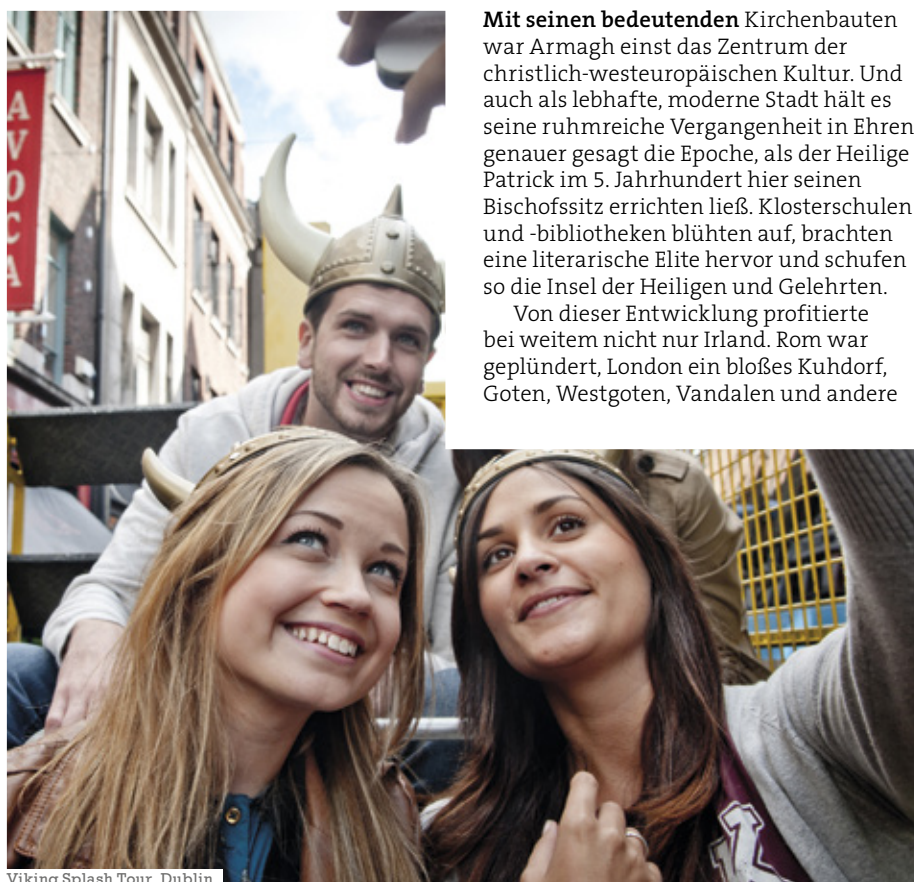 Mit seinen bedeutenden Kirchenbauten
war Armagh einst das Zentrum der
christlich-westeuropäischen Kultur. Und
auch als lebhafte, moderne Stadt hält es
seine ruhmreiche Vergangenheit in Ehren
genauer gesagt die Epoche, als der Heilige
Patrick im 5. Jahrhundert hier seinen
Bischofssitz errichten ließ. Klosterschulen
und -bibliotheken blühten auf, brachten
eine literarische Elite hervor und schufen
so die Insel der Heiligen und Gelehrten.
Von dieser Entwicklung profitierte
bei weitem nicht nur Irland. Rom war
geplündert, London ein bloßes Kuhdorf,
Goten, Westgoten, Vandalen und andere
AVOCA
Viking Splash Tour, Dublin